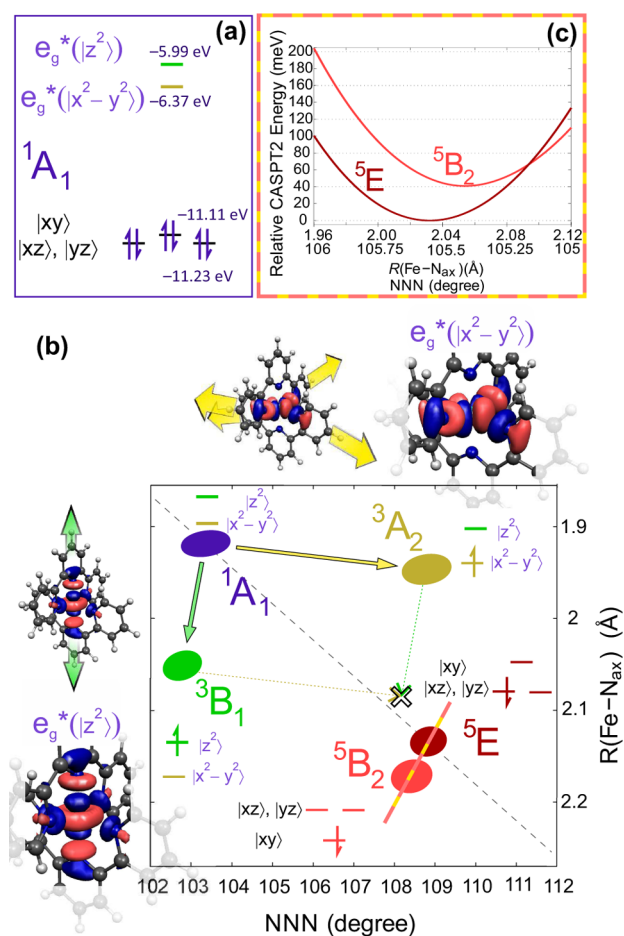 (a)
e_g*(|z²⟩)
−5.99 eV
e_g*(|x²−y²⟩)
−6.37 eV
¹A₁
|xy⟩
−11.11 eV
|xz⟩, |yz⟩
−11.23 eV
(c)
Relative CASPT2 Energy (meV)
200
180
160
140
120
100
80
60
40
20
0
⁵E
⁵B₂
1.96 2.00 2.04 2.08 2.12
106 105.75 105.5 105.25 105
R(Fe−N_ax)(Å)
NNN (degree)
(b)
e_g*(|x²−y²⟩)
e_g*(|z²⟩)
|z²⟩
|x²−y²⟩
¹A₁
³A₂
|z²⟩
|x²−y²⟩
³B₁
|z²⟩
|x²−y²⟩
|xy⟩
|xz⟩, |yz⟩
⁵E
⁵B₂
|xz⟩, |yz⟩
|xy⟩
1.9
2
2.1
2.2
R(Fe−N_ax) (Å)
102 103 104 105 106 107 108 109 110 111 112
NNN (degree)